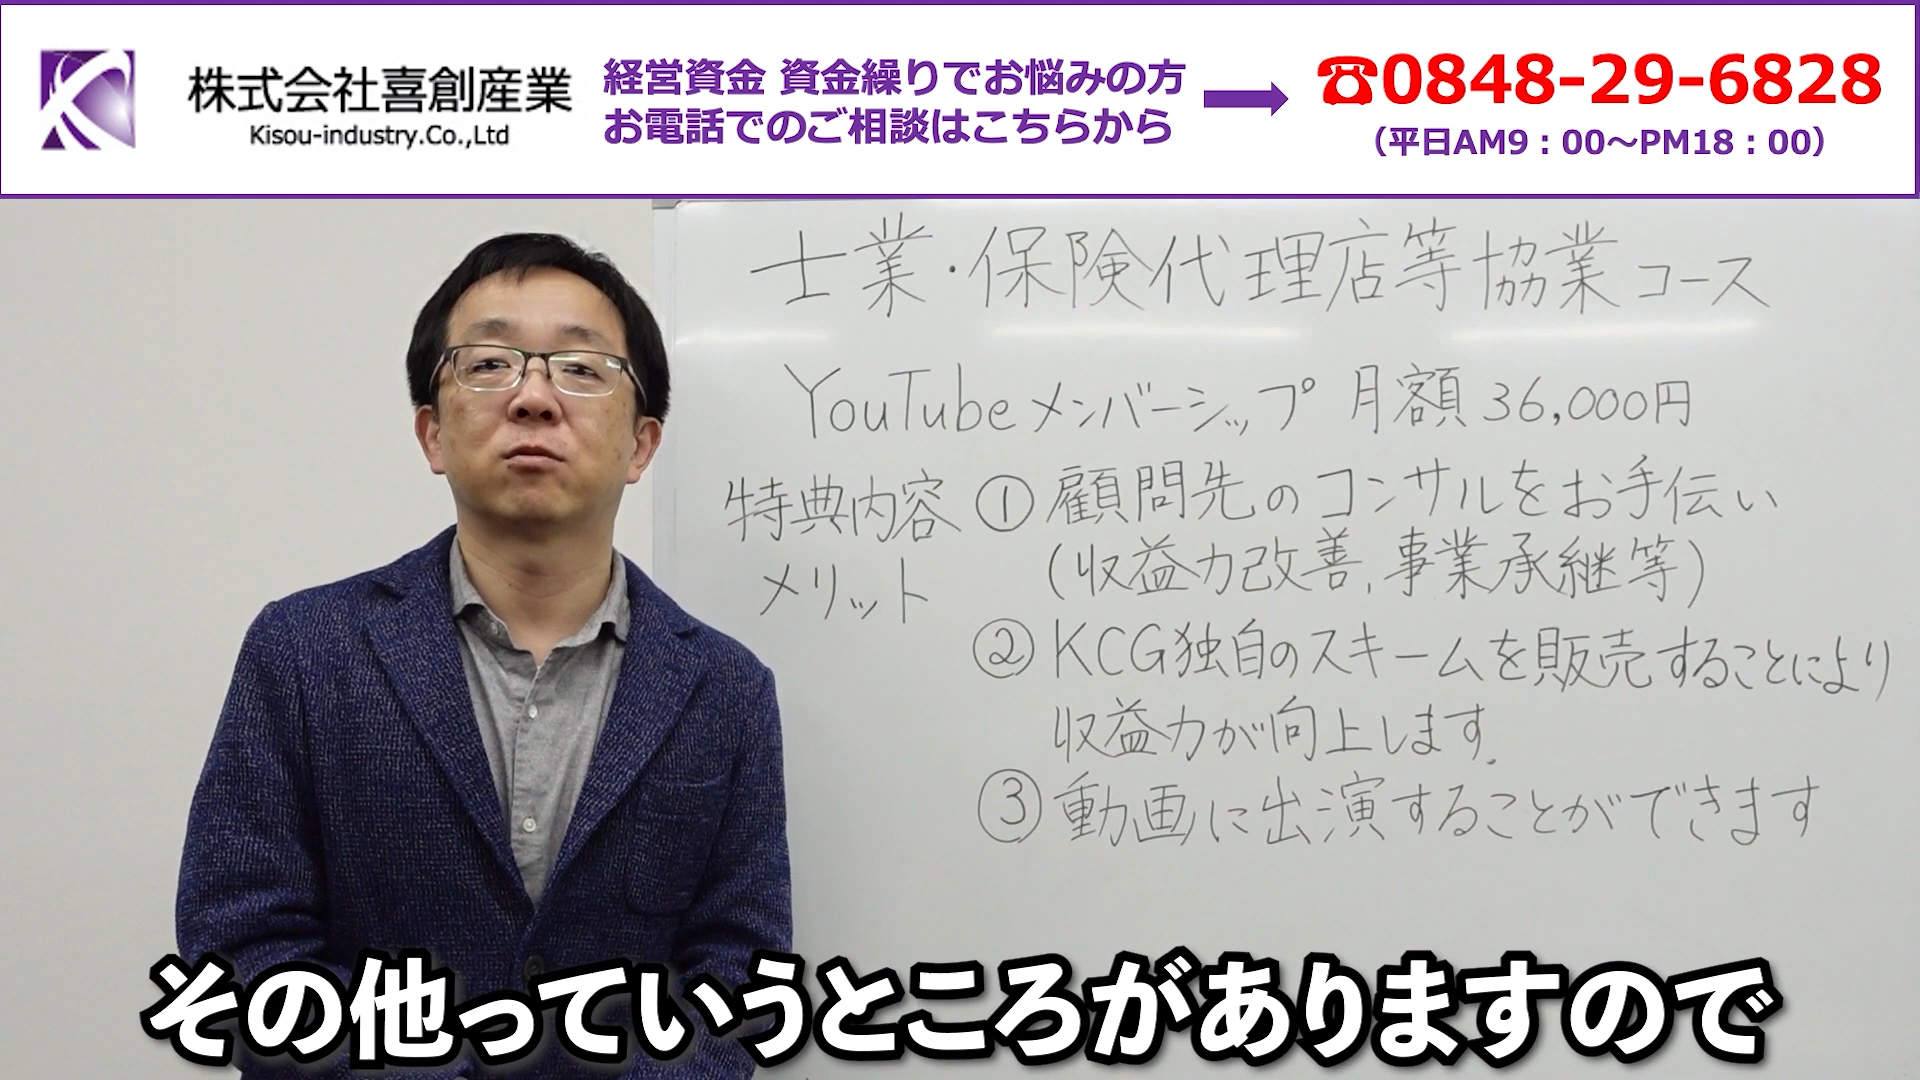 株式会社喜創産業
Kisou-industry.Co.,Ltd
経営資金 資金繰りでお悩みの方
お電話でのご相談はこちらから
☎0848-29-6828
（平日AM9：00～PM18：00）
士業・保険代理店等協業コース
YouTubeメンバーシップ 月額36,000円
特典内容 ①顧問先のコンサルをお手伝い
メリット (収益力改善,事業承継等)
②KCG独自のスキームを販売することにより
収益力が向上します.
③動画に出演することができます
その他っていうところがありますので